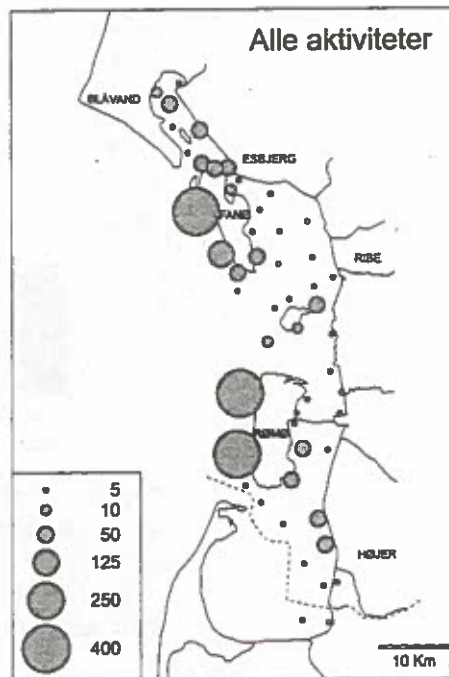 Alle aktiviteter
BLÅVAND
ESBJERG
FANØ
RIBE
RØMØ
HØJER
5
10
50
125
250
400
10 Km